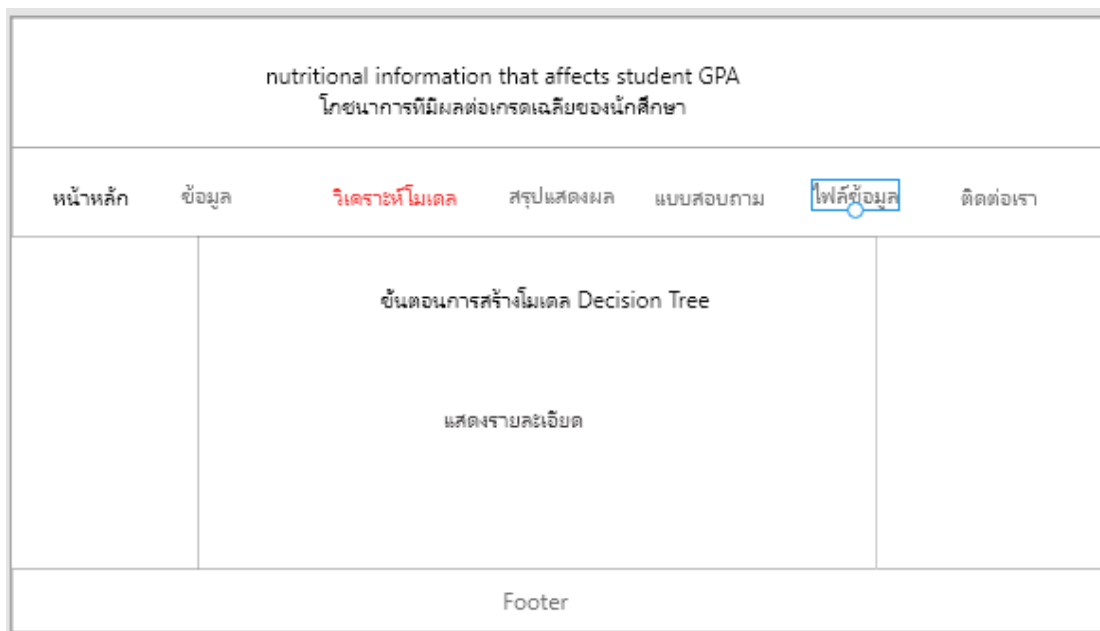 nutritional information that affects student GPA
โภชนาการที่มีผลต่อเกรดเฉลี่ยของนักศึกษา
หน้าหลัก ข้อมูล วิเคราะห์โมเดล สรุปแสดงผล แบบสอบถาม ไฟล์ข้อมูล ติดต่อเรา
ขั้นตอนการสร้างโมเดล Decision Tree
แสดงรายละเอียด
Footer